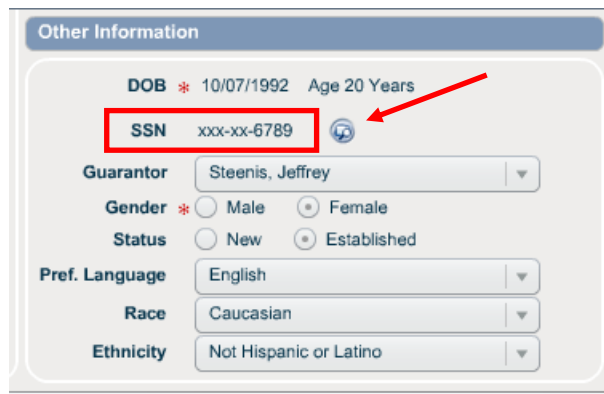 Other Information
DOB * 10/07/1992 Age 20 Years
SSN xxx-xx-6789
Guarantor Steenis, Jeffrey
Gender * Male Female
Status New Established
Pref. Language English
Race Caucasian
Ethnicity Not Hispanic or Latino